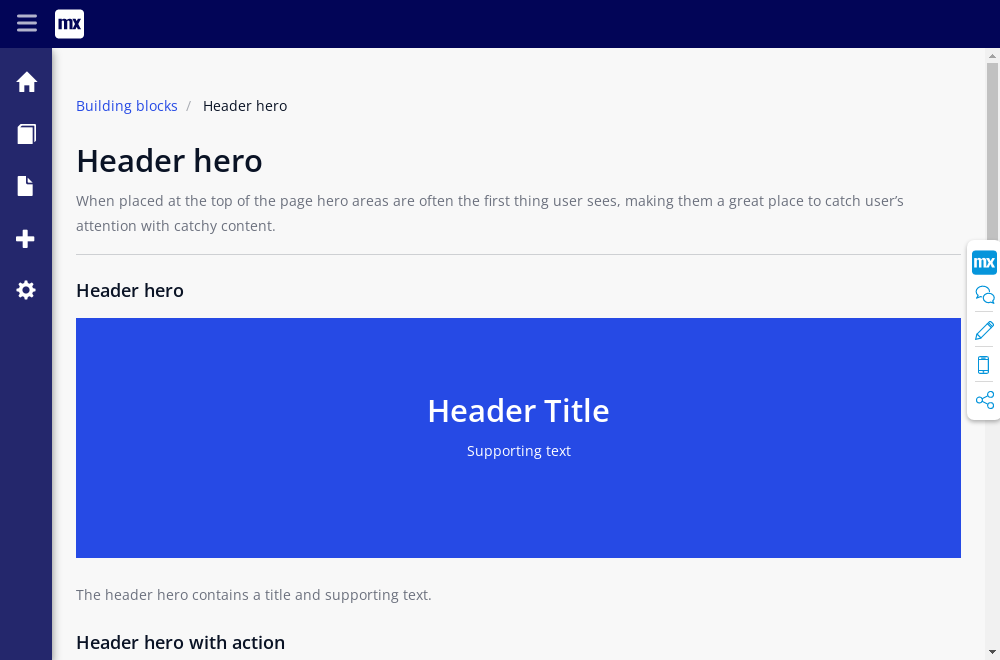 mx
Building blocks / Header hero
Header hero
When placed at the top of the page hero areas are often the first thing user sees, making them a great place to catch user’s
attention with catchy content.
Header hero
mx
Header Title
Supporting text
The header hero contains a title and supporting text.
Header hero with action